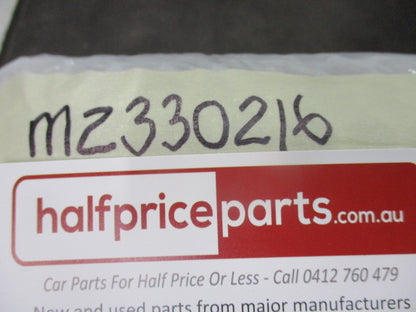 MZ330216
halfpriceparts.com.au
Car Parts For Half Price Or Less - Call 0412 760 479
New and used parts from major manufacturers